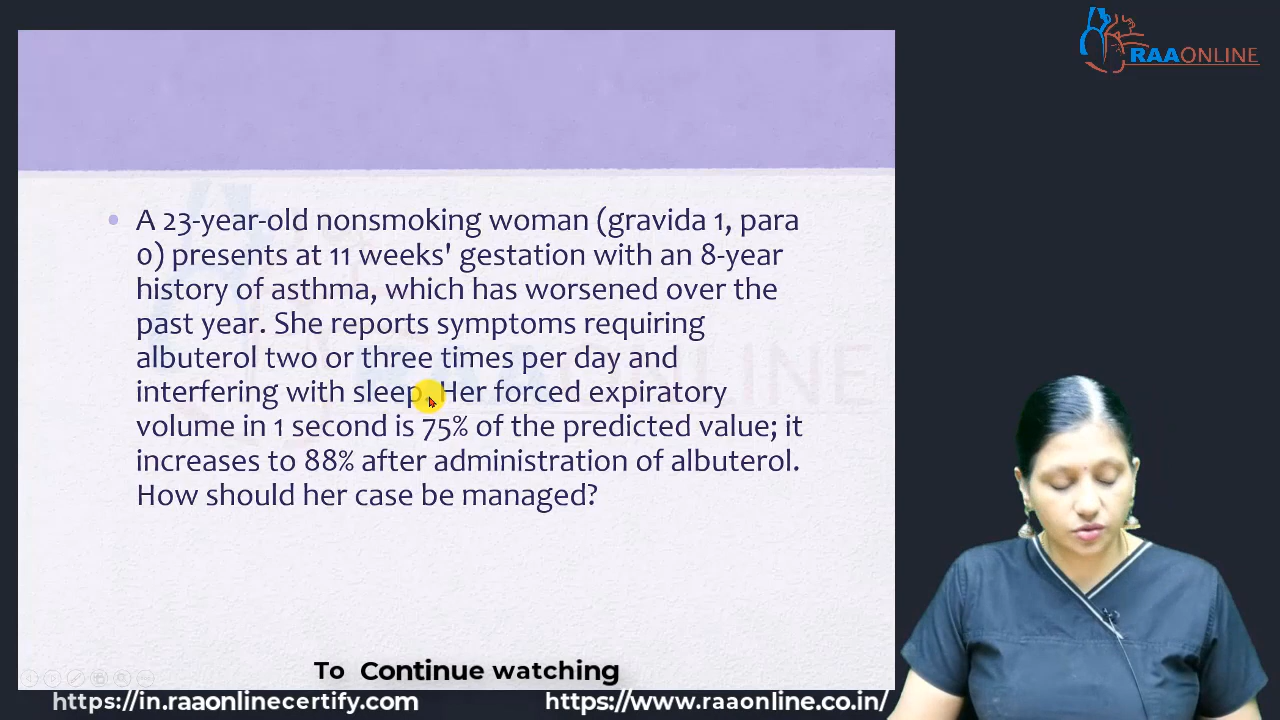 RAAONLINE
A 23-year-old nonsmoking woman (gravida 1, para
0) presents at 11 weeks' gestation with an 8-year
history of asthma, which has worsened over the
past year. She reports symptoms requiring
albuterol two or three times per day and
interfering with sleep. Her forced expiratory
volume in 1 second is 75% of the predicted value; it
increases to 88% after administration of albuterol.
How should her case be managed?
To Continue watching
https://in.raaonlinecertify.com https://www.raaonline.co.in/